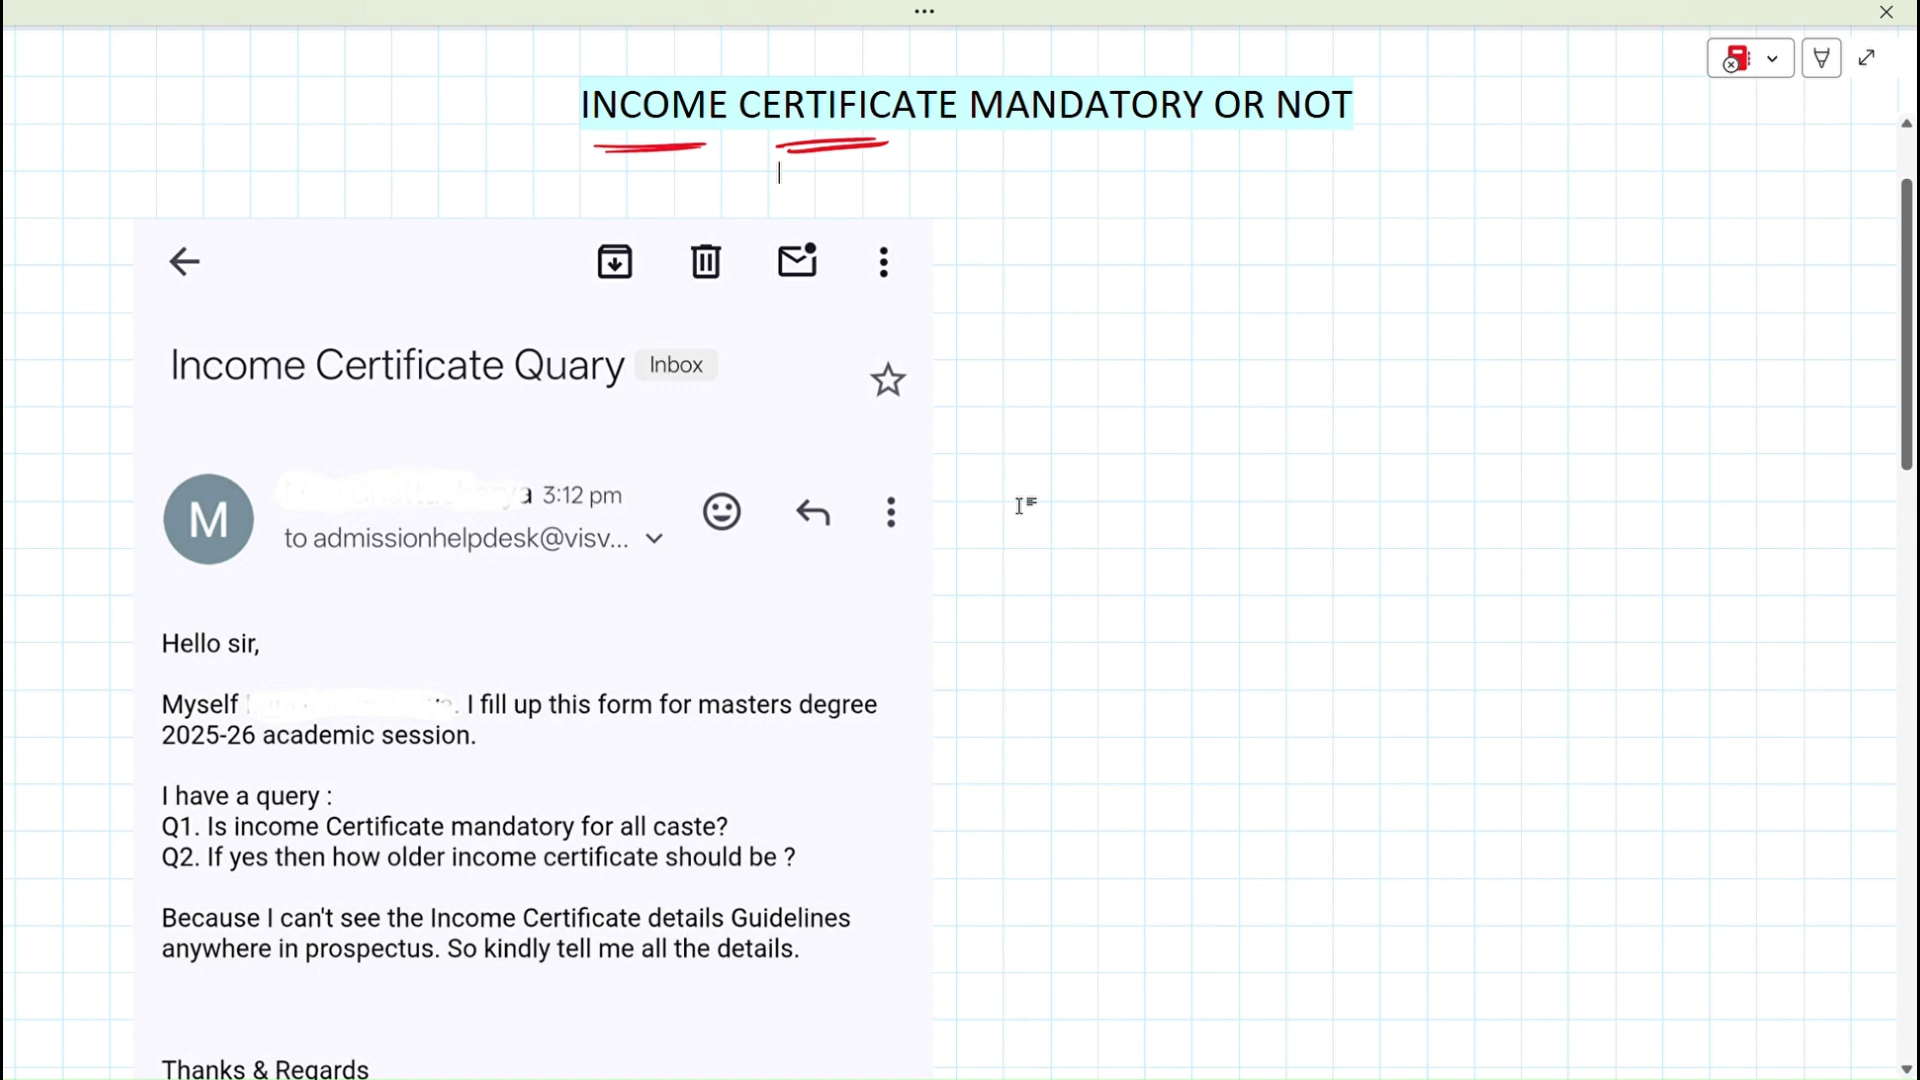 INCOME CERTIFICATE MANDATORY OR NOT
Income Certificate Quary Inbox
M
3:12 pm
to admissionhelpdesk@visv...
Hello sir,
Myself . I fill up this form for masters degree
2025-26 academic session.
I have a query :
Q1. Is income Certificate mandatory for all caste?
Q2. If yes then how older income certificate should be ?
Because I can't see the Income Certificate details Guidelines
anywhere in prospectus. So kindly tell me all the details.
Thanks & Regards